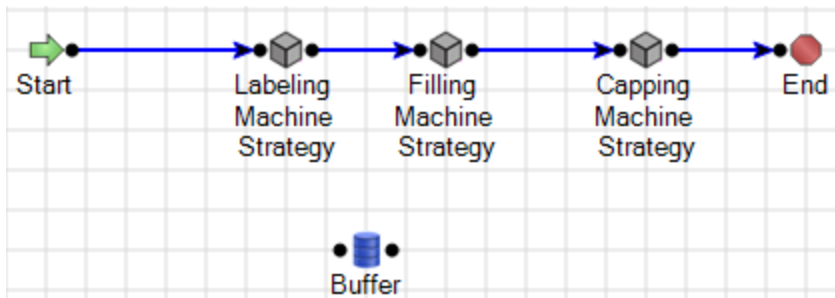 Start
Labeling
Machine
Strategy
Filling
Machine
Strategy
Capping
Machine
Strategy
End
Buffer